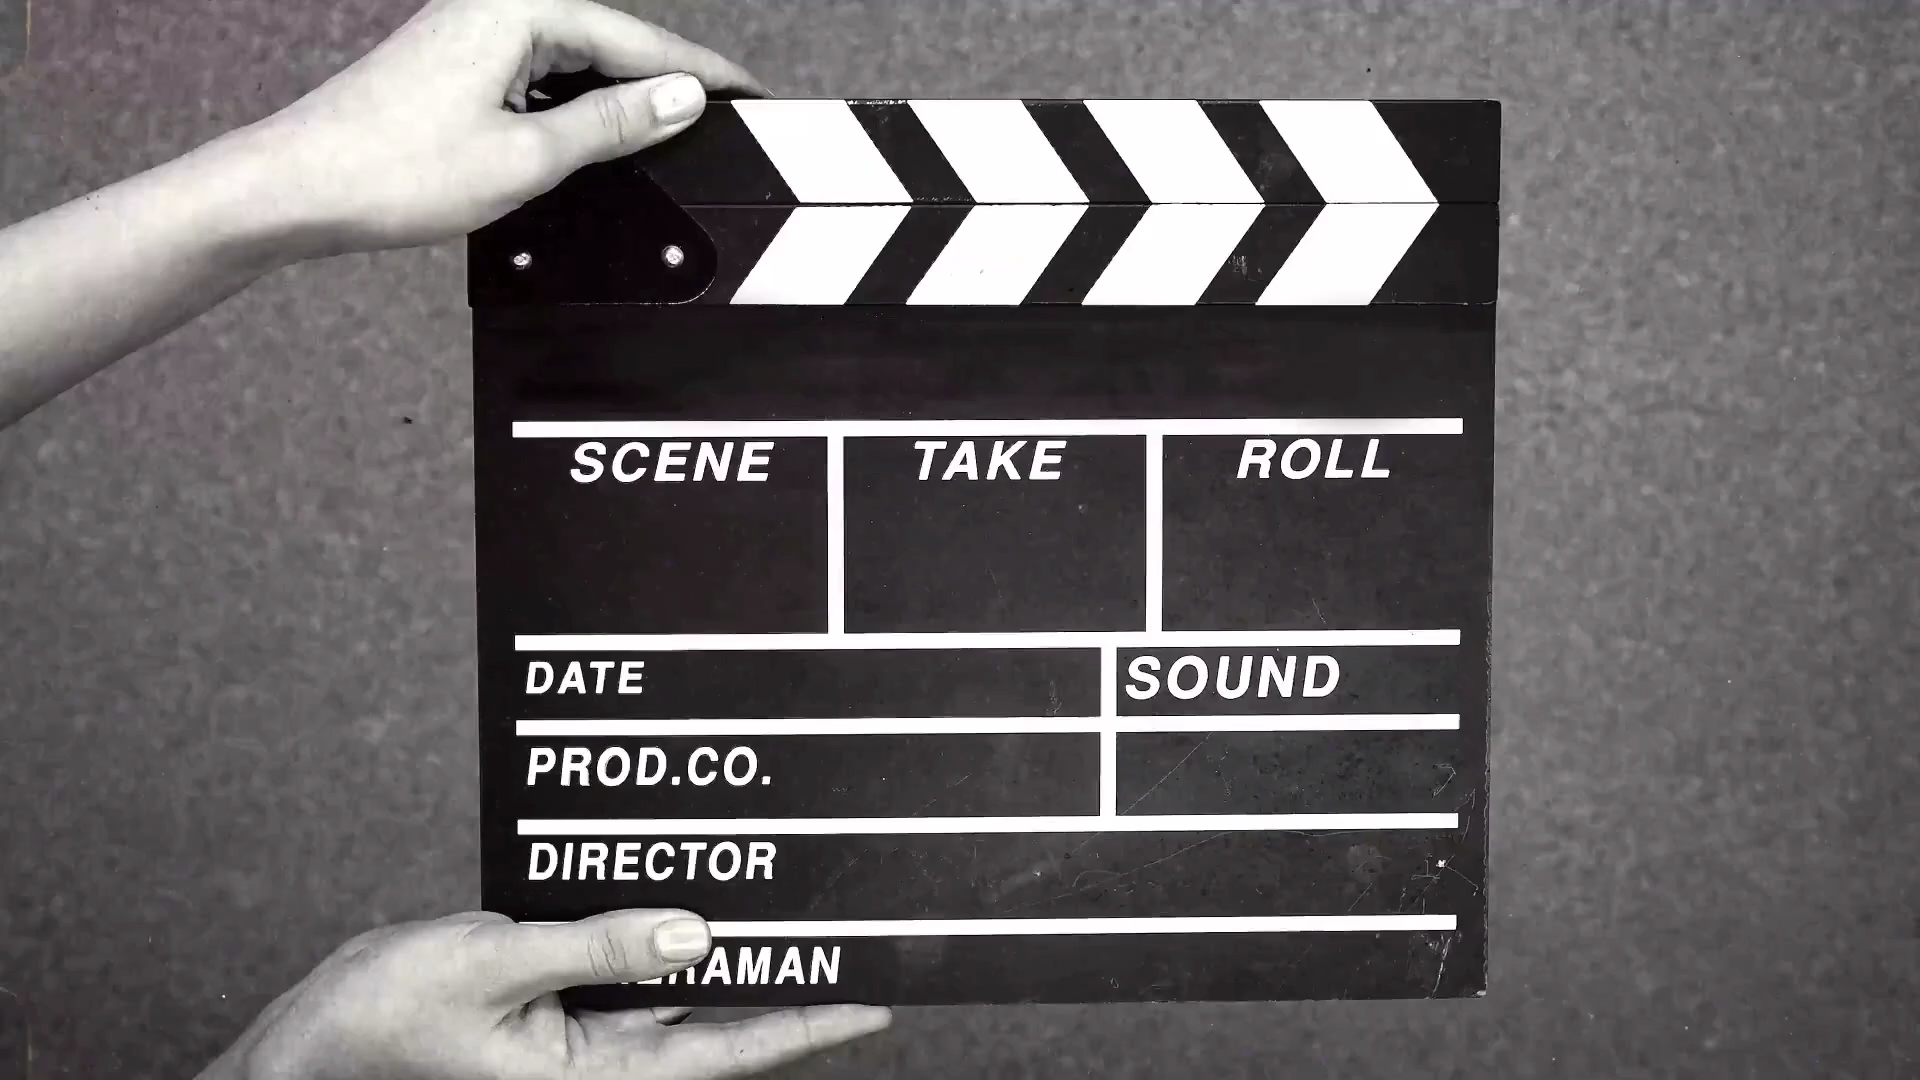 SCENE TAKE ROLL
DATE SOUND
PROD.CO.
DIRECTOR